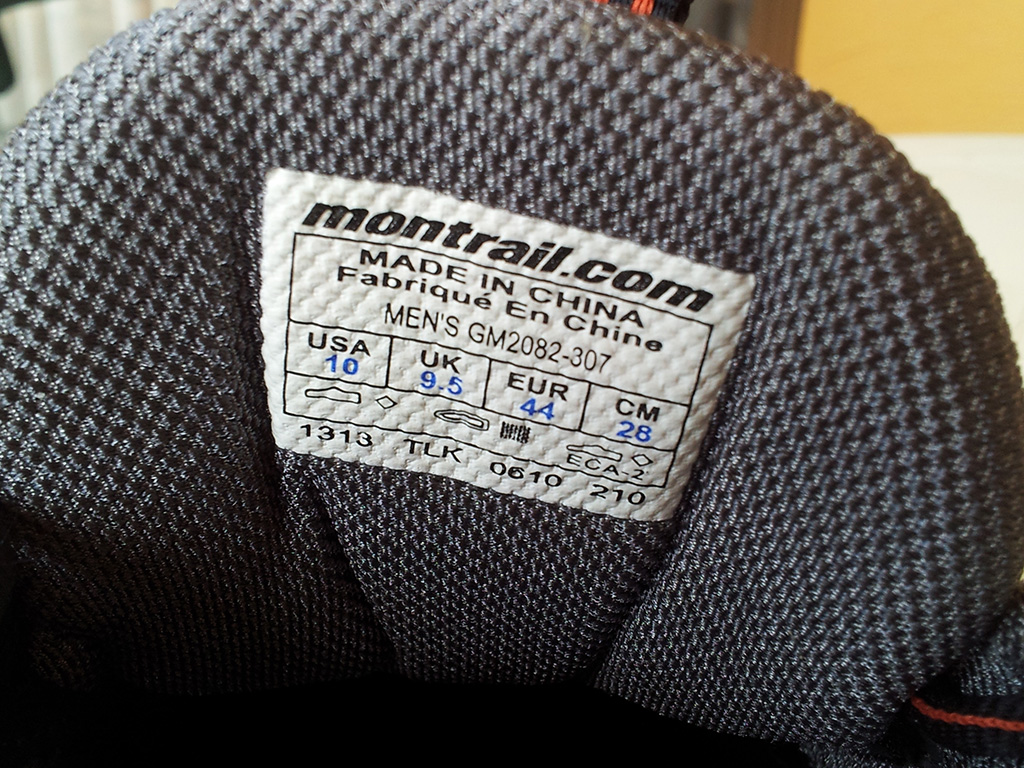 montrail.com
MADE IN CHINA
Fabriqué En Chine
MEN'S GM2082-307
USA UK EUR CM
10 9.5 44 28
ECA-2
1313 TLK 0610 210